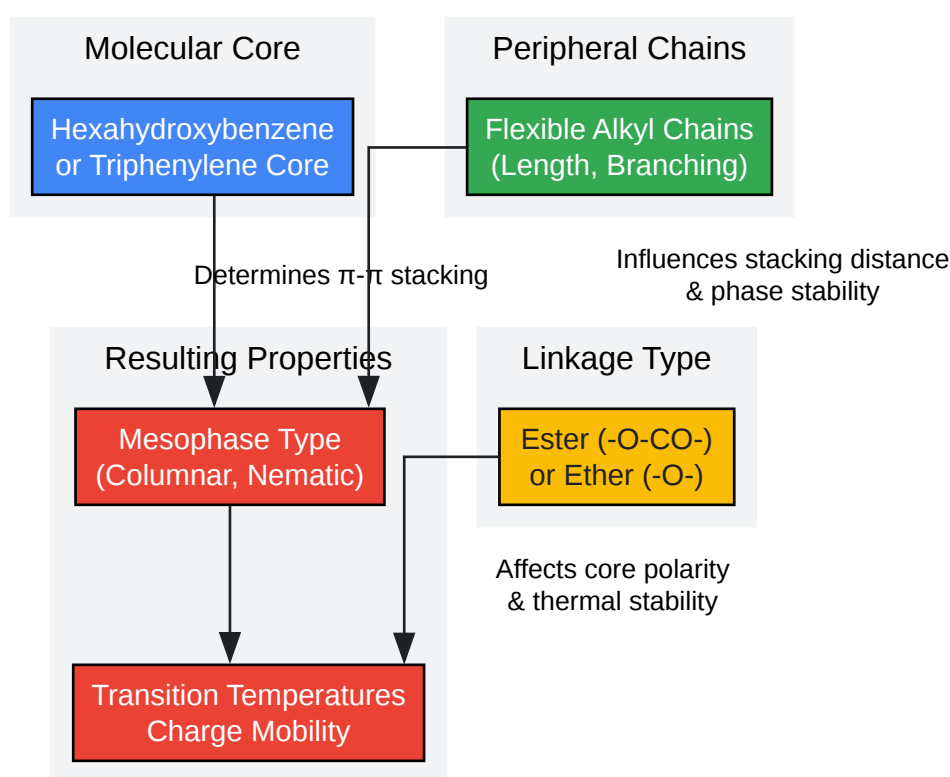 Molecular Core
Peripheral Chains
Hexahydroxybenzene
or Triphenylene Core
Flexible Alkyl Chains
(Length, Branching)
Determines π-π stacking
Influences stacking distance
& phase stability
Resulting Properties
Linkage Type
Mesophase Type
(Columnar, Nematic)
Ester (-O-CO-)
or Ether (-O-)
Affects core polarity
& thermal stability
Transition Temperatures
Charge Mobility